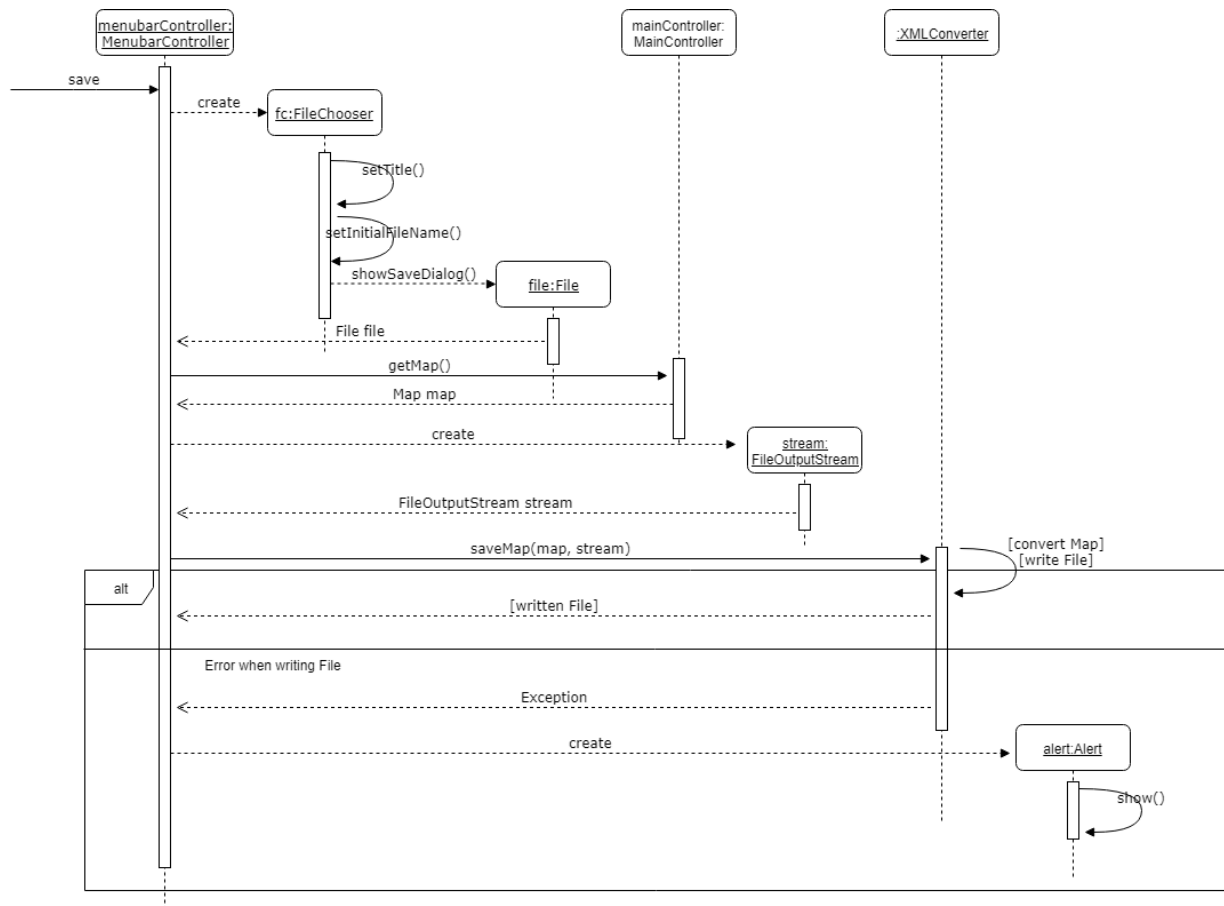 menubarController:
MenubarController
mainController:
MainController
:XMLConverter
save
create
fc:FileChooser
setTitle()
setInitialFileName()
showSaveDialog()
file:File
File file
getMap()
Map map
create
stream:
FileOutputStream
FileOutputStream stream
saveMap(map, stream)
[convert Map]
[write File]
alt
[written File]
Error when writing File
Exception
create
alert:Alert
show()